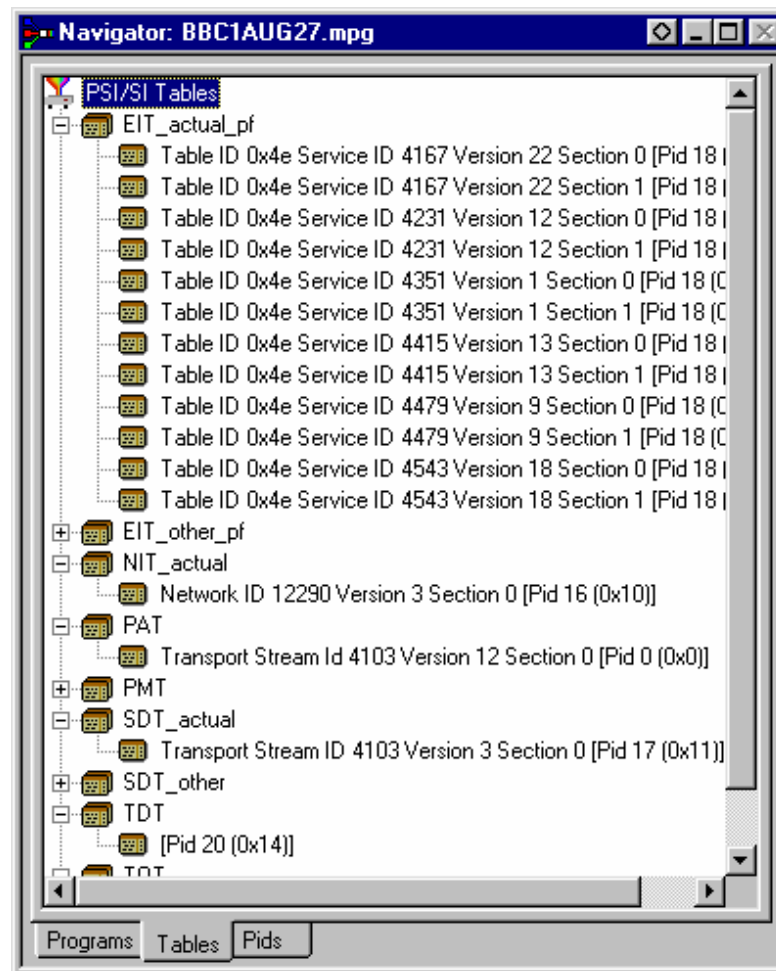 Navigator: BBC1AUG27.mpg
PSI/SI Tables
EIT_actual_pf
Table ID 0x4e Service ID 4167 Version 22 Section 0 [Pid 18 (
Table ID 0x4e Service ID 4167 Version 22 Section 1 [Pid 18 (
Table ID 0x4e Service ID 4231 Version 12 Section 0 [Pid 18 (
Table ID 0x4e Service ID 4231 Version 12 Section 1 [Pid 18 (
Table ID 0x4e Service ID 4351 Version 1 Section 0 [Pid 18 (0
Table ID 0x4e Service ID 4351 Version 1 Section 1 [Pid 18 (0
Table ID 0x4e Service ID 4415 Version 13 Section 0 [Pid 18 (
Table ID 0x4e Service ID 4415 Version 13 Section 1 [Pid 18 (
Table ID 0x4e Service ID 4479 Version 9 Section 0 [Pid 18 (0
Table ID 0x4e Service ID 4479 Version 9 Section 1 [Pid 18 (0
Table ID 0x4e Service ID 4543 Version 18 Section 0 [Pid 18 (
Table ID 0x4e Service ID 4543 Version 18 Section 1 [Pid 18 (
EIT_other_pf
NIT_actual
Network ID 12290 Version 3 Section 0 [Pid 16 (0x10)]
PAT
Transport Stream Id 4103 Version 12 Section 0 [Pid 0 (0x0)]
PMT
SDT_actual
Transport Stream ID 4103 Version 3 Section 0 [Pid 17 (0x11)]
SDT_other
TDT
[Pid 20 (0x14)]
TOT
Programs Tables Pids